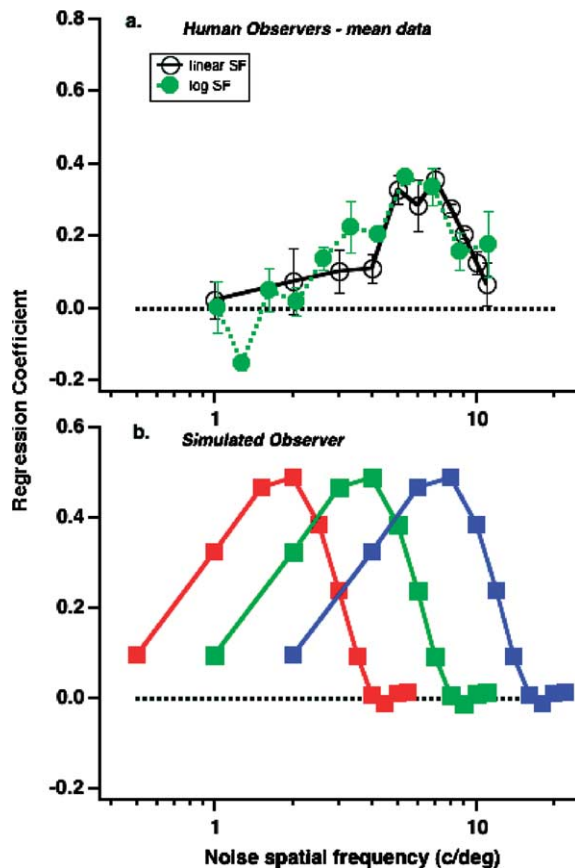 a.
Human Observers - mean data
linear SF
log SF
0.8
0.6
0.4
0.2
0.0
-0.2
1
10
Regression Coefficient
b.
Simulated Observer
0.6
0.4
0.2
0.0
-0.2
1
10
Noise spatial frequency (c/deg)